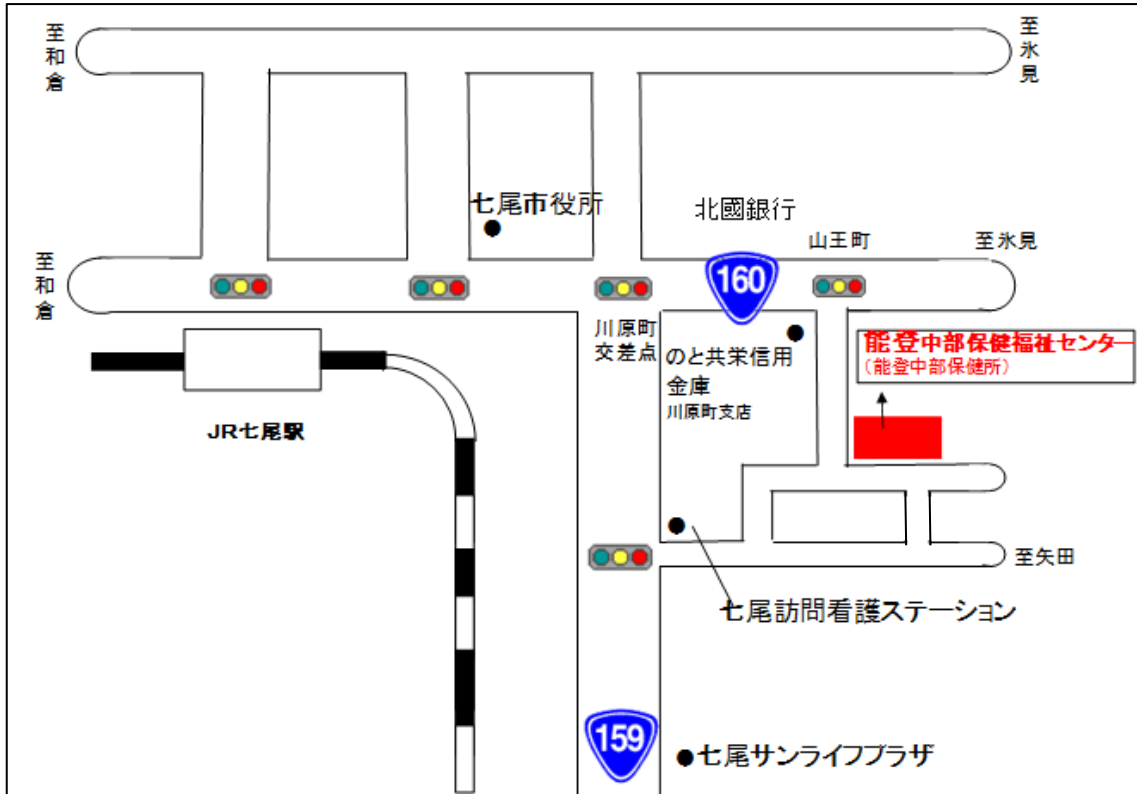 至和倉
至氷見
七尾市役所
北國銀行
山王町
至氷見
至和倉
160
川原町
交差点
のと共栄信用
金庫
川原町支店
能登中部保健福祉センター
(能登中部保健所)
JR七尾駅
至矢田
七尾訪問看護ステーション
159
七尾サンライフプラザ